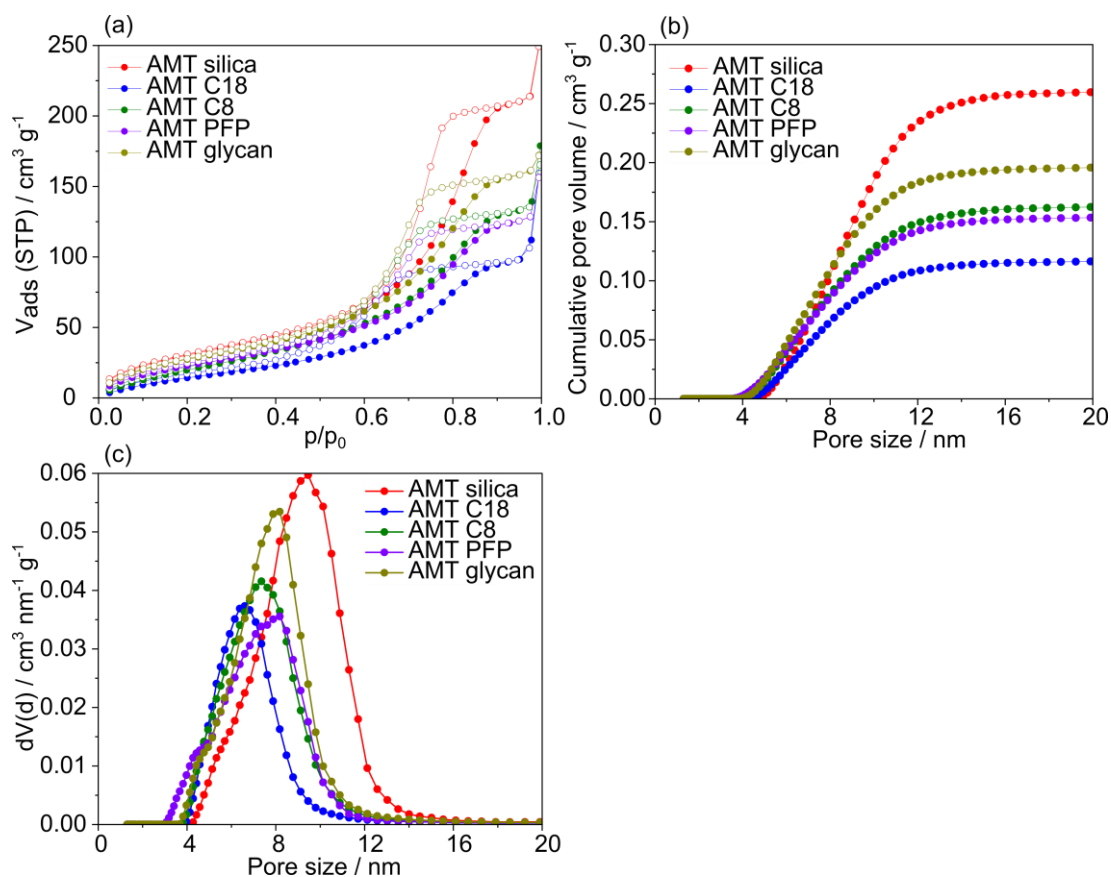 (a)
250
200
150
100
50
0
Vads (STP) / cm³ g⁻¹
AMT silica
AMT C18
AMT C8
AMT PFP
AMT glycan
0.0 0.2 0.4 0.6 0.8 1.0
p/p₀
(b)
0.30
0.25
0.20
0.15
0.10
0.05
0.00
Cumulative pore volume / cm³ g⁻¹
AMT silica
AMT C18
AMT C8
AMT PFP
AMT glycan
0 4 8 12 16 20
Pore size / nm
(c)
0.06
0.05
0.04
0.03
0.02
0.01
0.00
dV(d) / cm³ nm⁻¹ g⁻¹
AMT silica
AMT C18
AMT C8
AMT PFP
AMT glycan
0 4 8 12 16 20
Pore size / nm